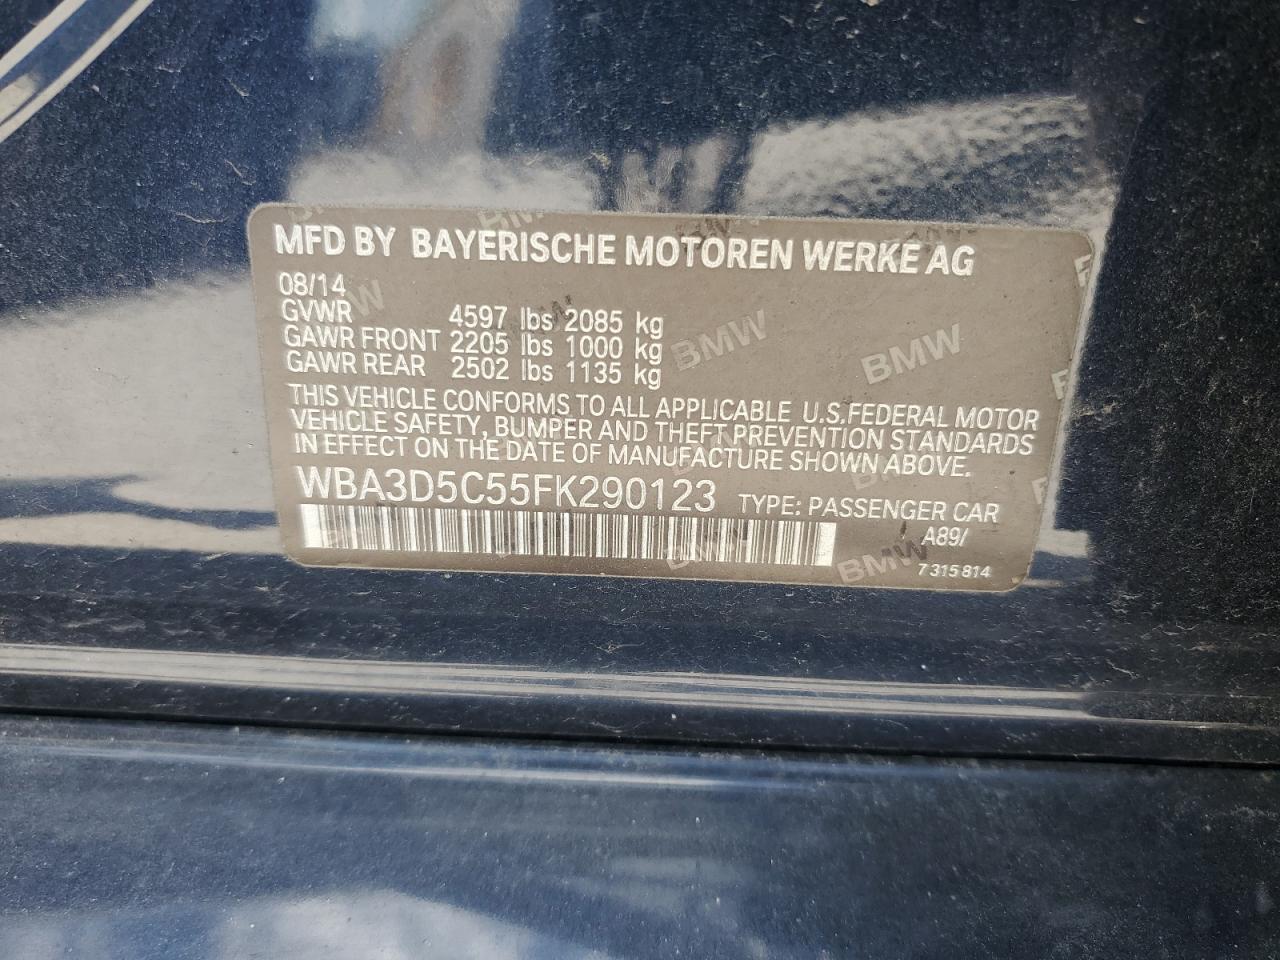 MFD BY BAYERISCHE MOTOREN WERKE AG
08/14
GVWR 4597 lbs 2085 kg
GAWR FRONT 2205 lbs 1000 kg
GAWR REAR 2502 lbs 1135 kg
THIS VEHICLE CONFORMS TO ALL APPLICABLE U.S.FEDERAL MOTOR
VEHICLE SAFETY, BUMPER AND THEFT PREVENTION STANDARDS
IN EFFECT ON THE DATE OF MANUFACTURE SHOWN ABOVE.
WBA3D5C55FK290123 TYPE: PASSENGER CAR
A89/
7 315 814